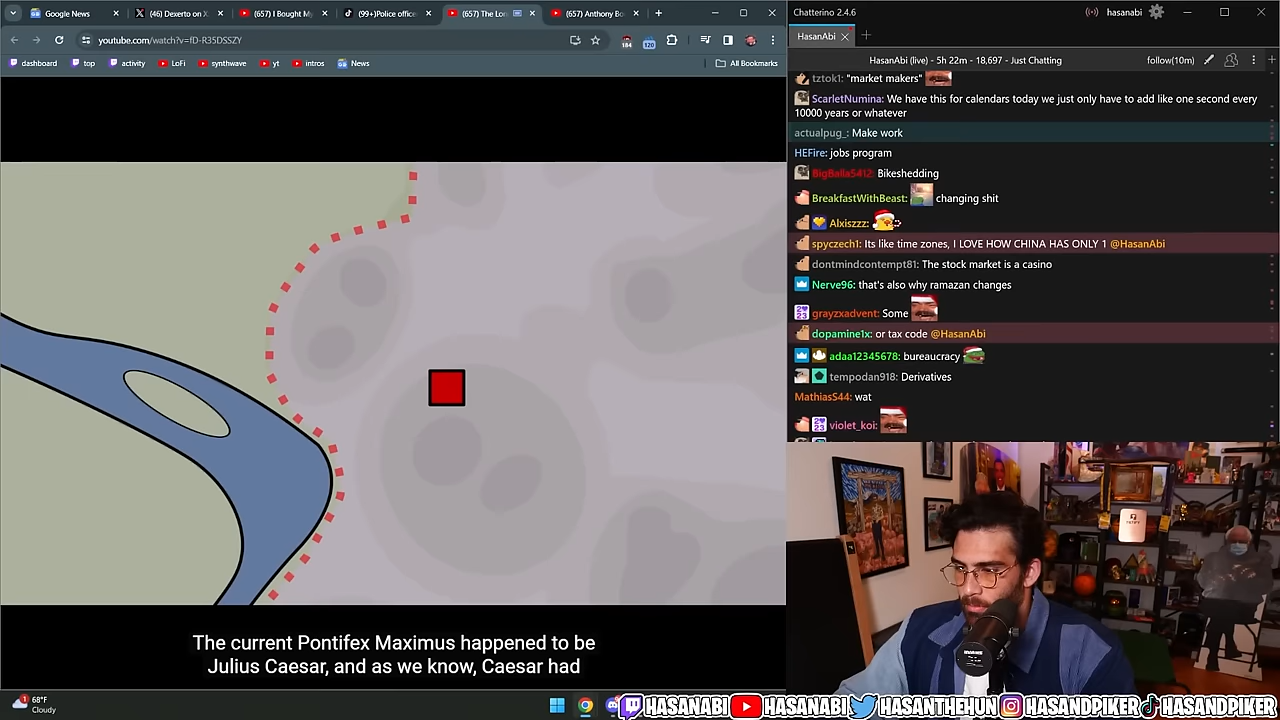 Google News
(46) Dexerto on X
(657) I Bought My
(99+)Police office
(657) The Lon
(657) Anthony Bo
Chatterino 2.4.6
hasanabi
youtube.com/watch?v=fD-R35DSSZY
184
120
HasanAbi
dashboard
top
activity
LoFi
synthwave
yt
intros
News
All Bookmarks
HasanAbi (live) - 5h 22m - 18,697 - Just Chatting
follow(10m)
tztok1: "market makers"
ScarletNumina: We have this for calendars today we just only have to add like one second every
10000 years or whatever
actualpug_: Make work
HEFire: jobs program
BigBalla5412: Bikeshedding
BreakfastWithBeast: changing shit
Alxiszzz:
spyczech1: Its like time zones, I LOVE HOW CHINA HAS ONLY 1 @HasanAbi
dontmindcontempt81: The stock market is a casino
Nerve96: that's also why ramazan changes
grayzxadvent: Some
dopamine1x: or tax code @HasanAbi
adaa12345678: bureaucracy
tempodan918: Derivatives
MathiasS44: wat
violet_koi:
The current Pontifex Maximus happened to be
Julius Caesar, and as we know, Caesar had
68°F
Cloudy
HASANABI
HASANABI
HASANTHEHUN
HASANDPIKER
HASANDPIKER